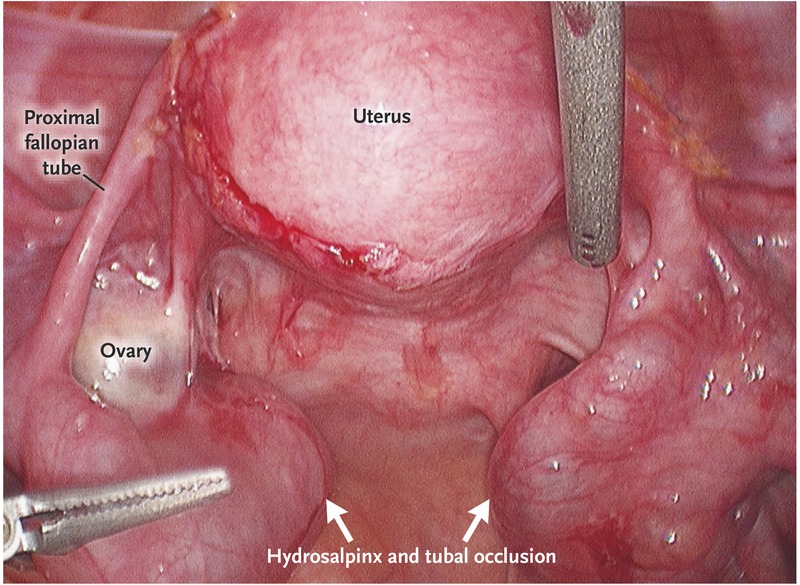 Uterus
Proximal
fallopian
tube
Ovary
Hydrosalpinx and tubal occlusion